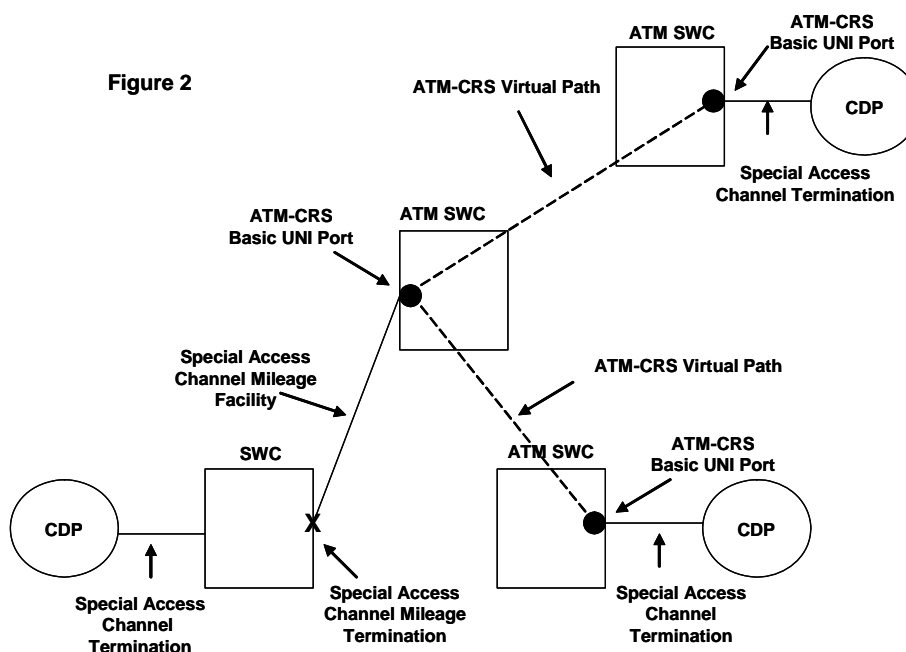 Figure 2
ATM SWC
ATM-CRS
Basic UNI Port
ATM-CRS Virtual Path
CDP
Special Access
Channel Termination
ATM-CRS
Basic UNI Port
ATM SWC
Special Access
Channel Mileage
Facility
ATM-CRS Virtual Path
SWC
ATM SWC
ATM-CRS
Basic UNI Port
CDP
X
CDP
Special Access
Channel
Termination
Special Access
Channel Mileage
Termination
Special Access
Channel
Termination